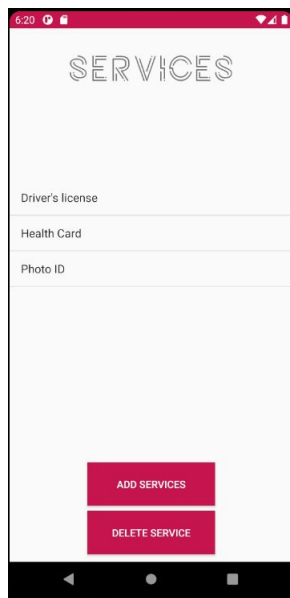 6:20
SERVICES
Driver's license
Health Card
Photo ID
ADD SERVICES
DELETE SERVICE